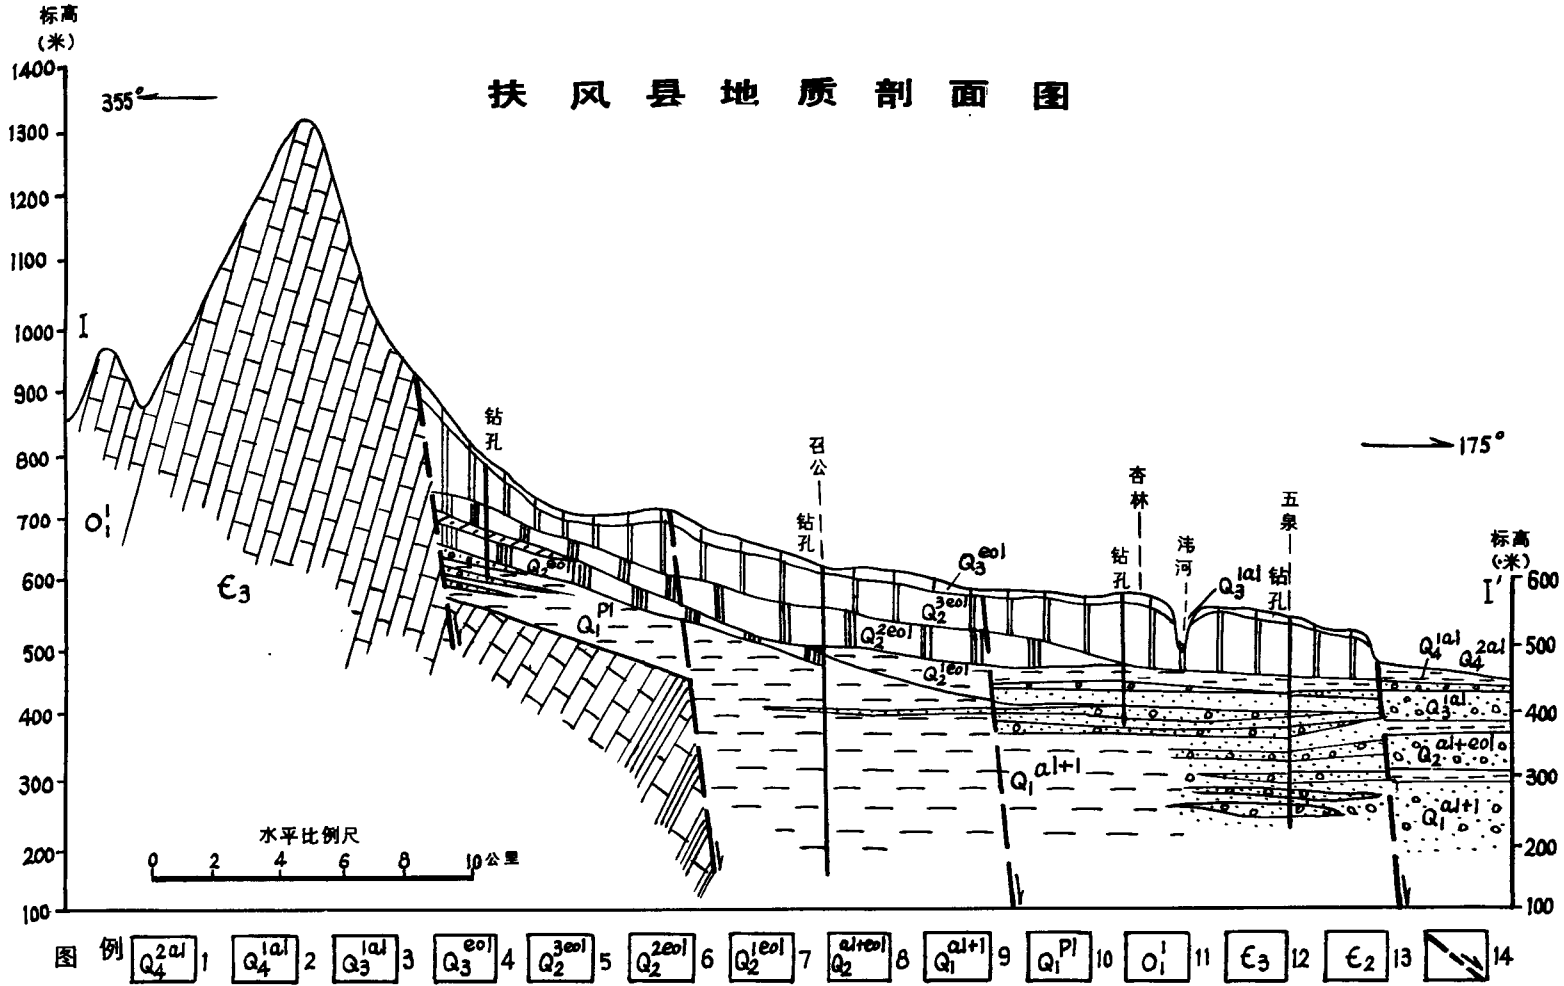 扶风县地质剖面图
标高
(米)
1400
1300
1200
1100
1000
900
800
700
600
500
400
300
200
100
355°
175°
I
I'
标高
(米)
600
500
400
300
200
100
钻孔
召公
钻孔
杏林
钻孔
沣河
五泉
钻孔
O₁¹
Є₃
Q₂eol
Q₁Pl
Q₃eol
Q₂3eol
Q₂2eol
Q₂1eol
Q₁al+l
Q₃1al
Q₄1al
Q₄2al
Q₃1al
Q₂al+eol
Q₁al+l
水平比例尺
0 2 4 6 8 10公里
图例
Q₄2al 1
Q₄1al 2
Q₃1al 3
Q₃eol 4
Q₂3eol 5
Q₂2eol 6
Q₂1eol 7
Q₂al+eol 8
Q₁al+l 9
Q₁Pl 10
O₁¹ 11
Є₃ 12
Є₂ 13
14